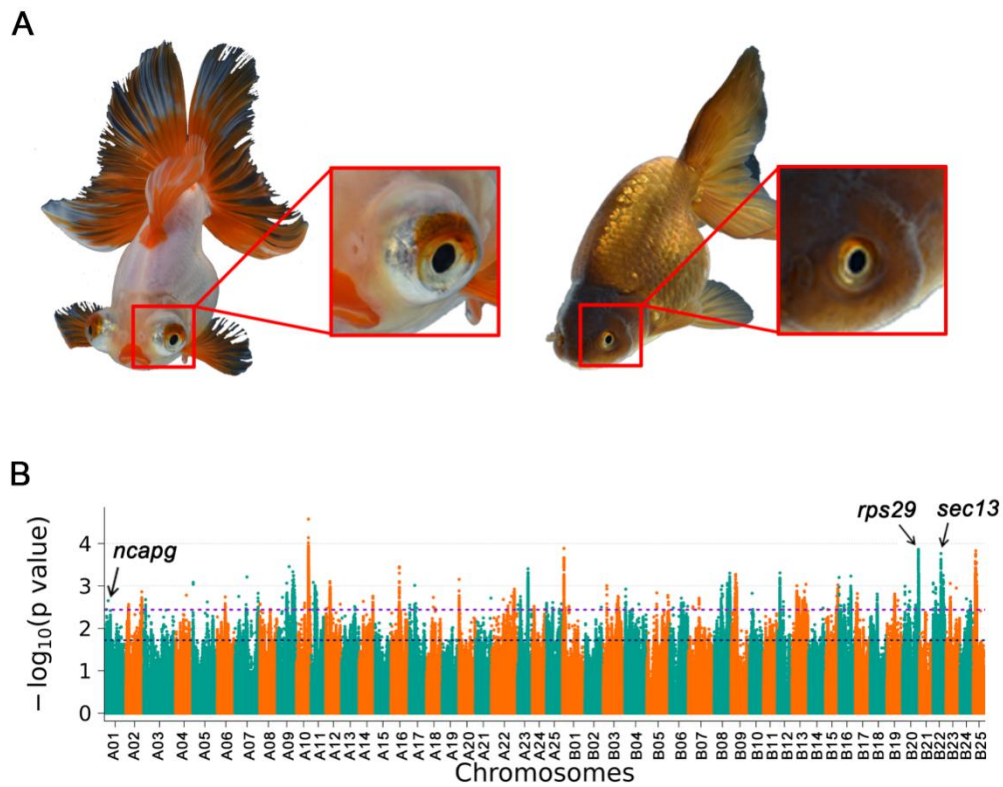 A
B
ncapg
rps29
sec13
− log₁₀(p value)
4
3
2
1
0
A01
A02
A03
A04
A05
A06
A07
A08
A09
A10
A11
A12
A13
A14
A15
A16
A17
A18
A19
A20
A21
A22
A23
A24
A25
B01
B02
B03
B04
B05
B06
B07
B08
B09
B10
B11
B12
B13
B14
B15
B16
B17
B18
B19
B20
B21
B22
B23
B24
B25
Chromosomes